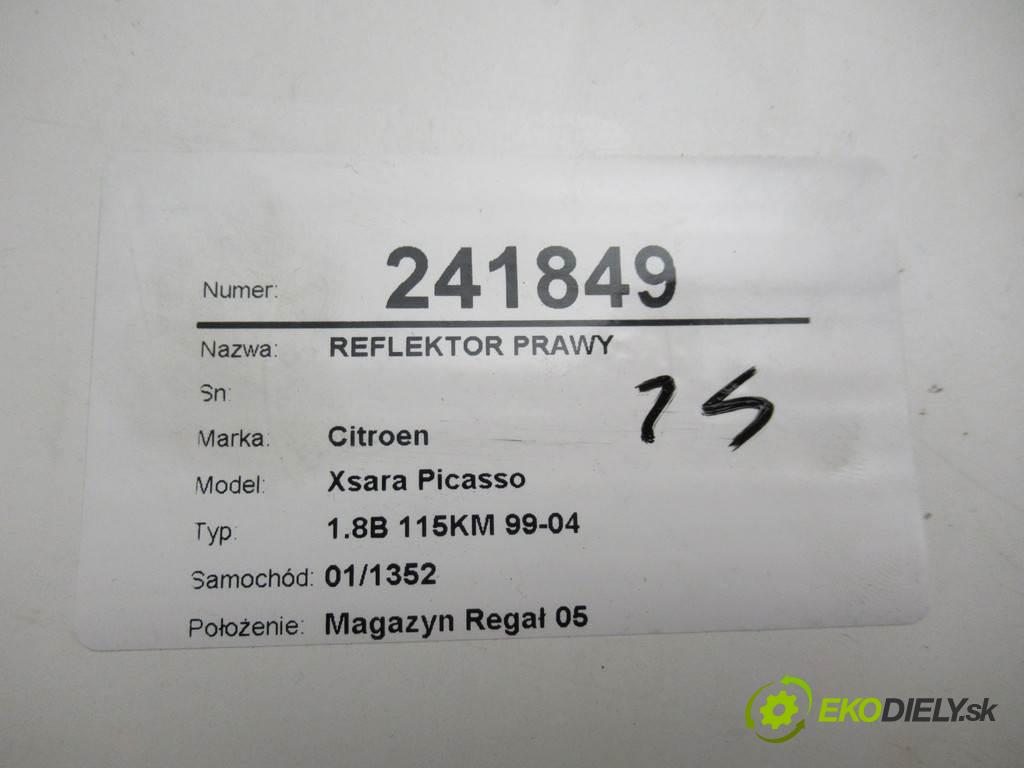 Numer: 241849
Nazwa: REFLEKTOR PRAWY
Sn:
Marka: Citroen
Model: Xsara Picasso
Typ: 1.8B 115KM 99-04
Samochód: 01/1352
Położenie: Magazyn Regał 05
EKODIELY.sk